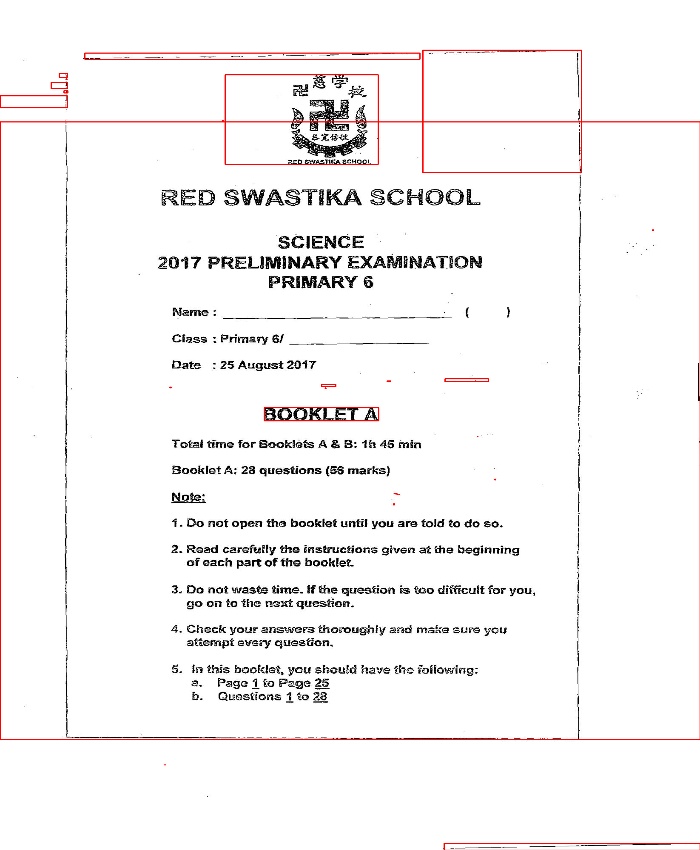 卍慈学校
RED SWASTIKA SCHOOL
RED SWASTIKA SCHOOL
SCIENCE
2017 PRELIMINARY EXAMINATION
PRIMARY 6
Name : ( )
Class : Primary 6/
Date : 25 August 2017
BOOKLET A
Total time for Booklets A & B: 1h 45 min
Booklet A: 28 questions (56 marks)
Note:
1. Do not open the booklet until you are told to do so.
2. Read carefully the instructions given at the beginning
of each part of the booklet.
3. Do not waste time. If the question is too difficult for you,
go on to the next question.
4. Check your answers thoroughly and make sure you
attempt every question.
5. In this booklet, you should have the following:
a. Page 1 to Page 25
b. Questions 1 to 28